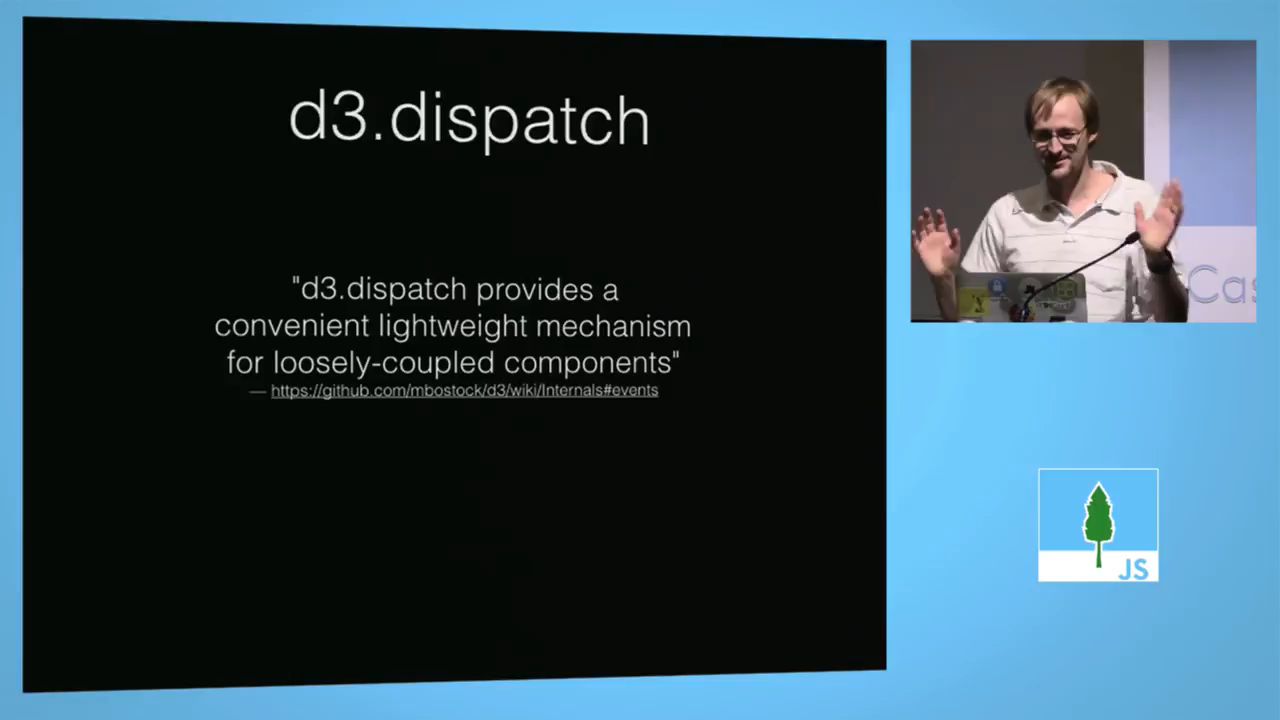 d3.dispatch
"d3.dispatch provides a
convenient lightweight mechanism
for loosely-coupled components"
— https://github.com/mbostock/d3/wiki/Internals#events
Cas
JS